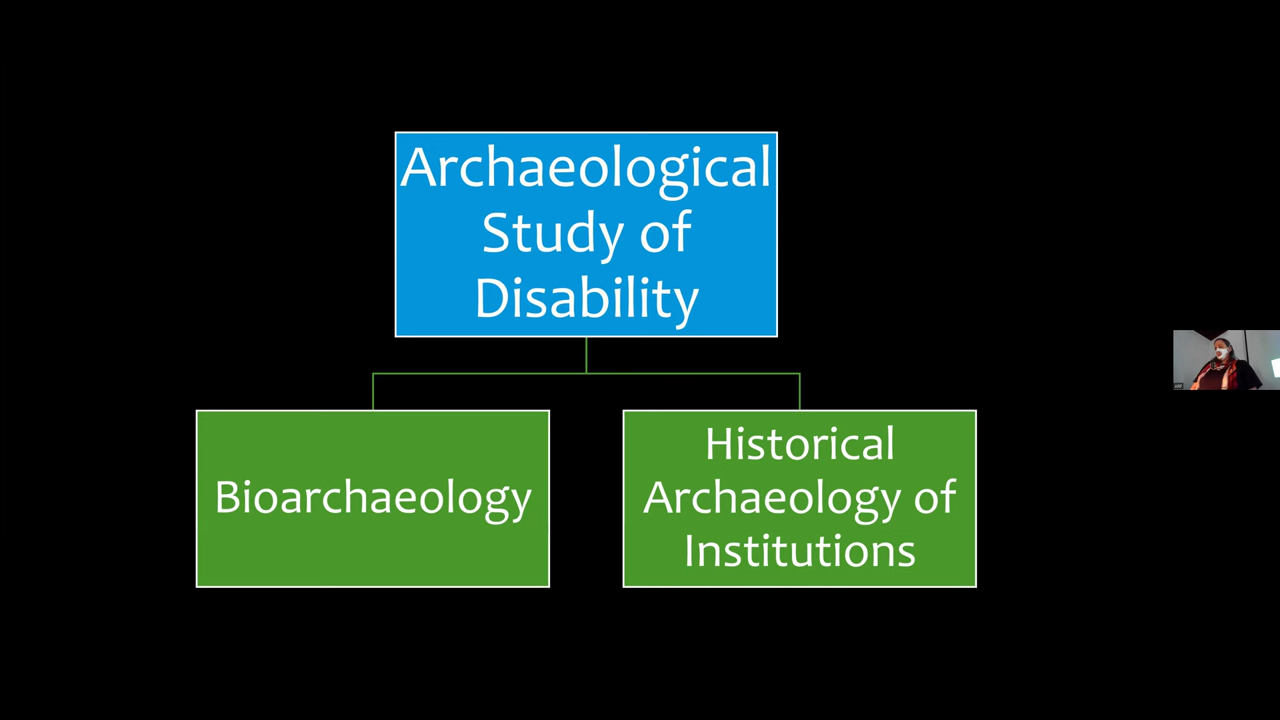 Archaeological
Study of
Disability
Bioarchaeology
Historical
Archaeology of
Institutions